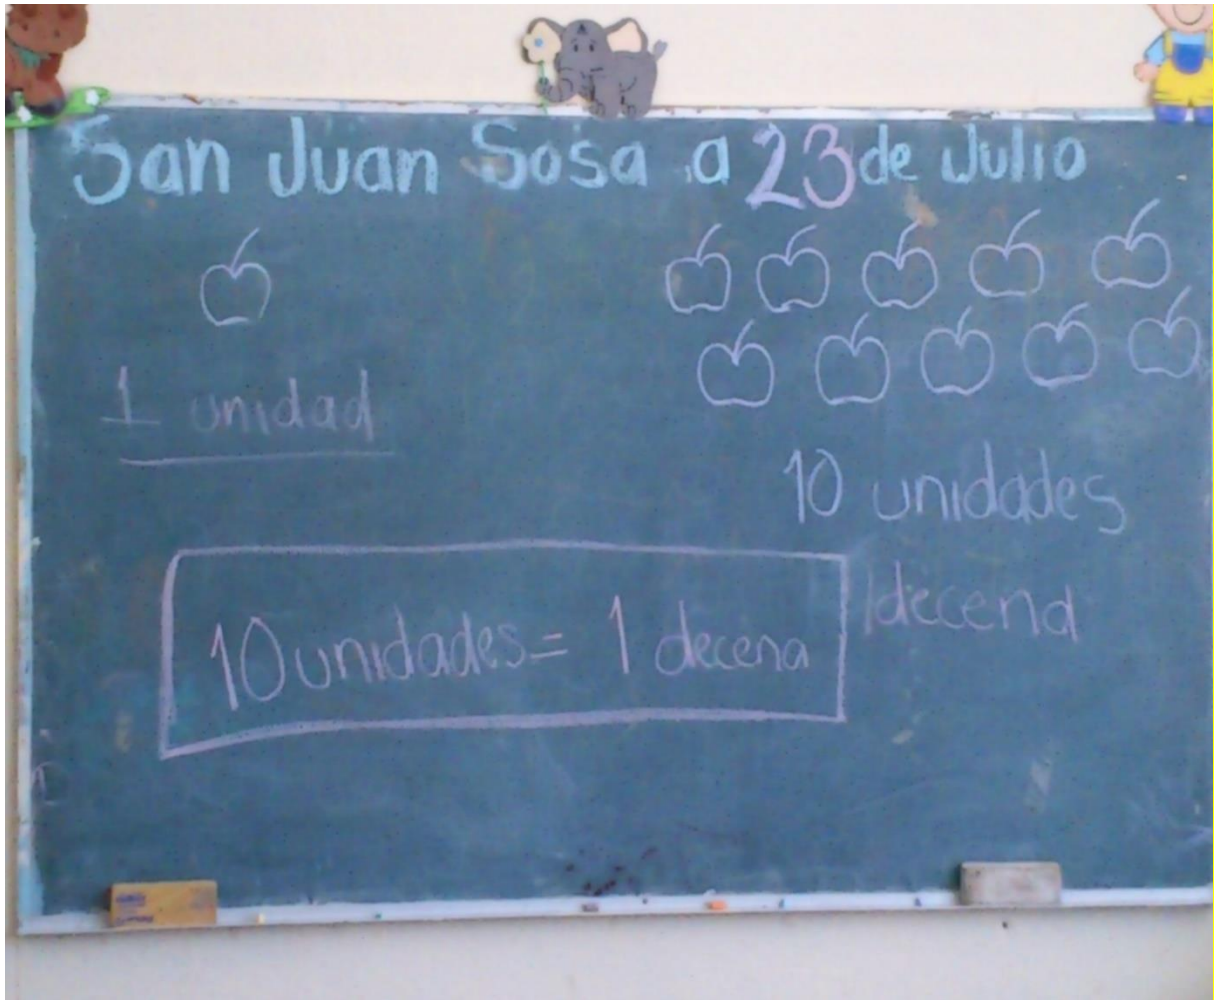 San Juan Sosa a 23 de Julio
1 unidad
10 unidades
1decena
10 unidades = 1 decena